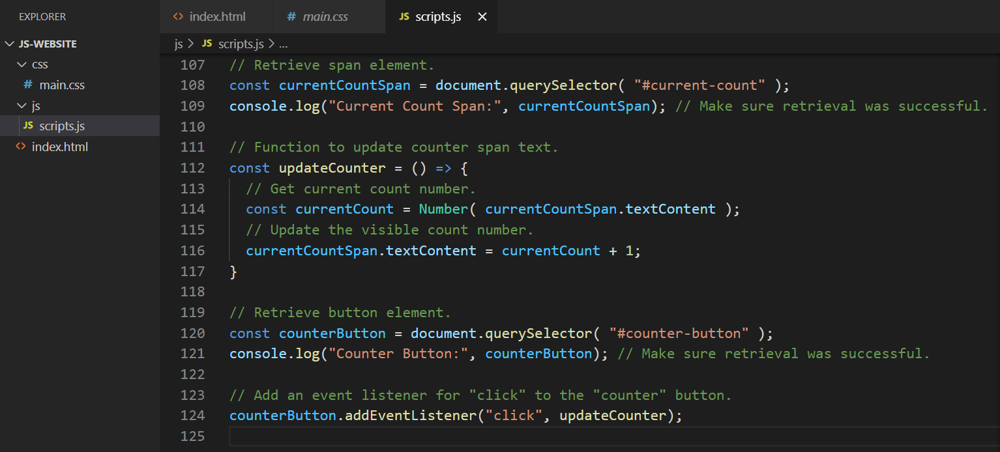 EXPLORER
JS-WEBSITE
css
# main.css
js
JS scripts.js
<> index.html
<> index.html # main.css JS scripts.js ×
js > JS scripts.js > ...
107 // Retrieve span element.
108 const currentCountSpan = document.querySelector( "#current-count" );
109 console.log("Current Count Span:", currentCountSpan); // Make sure retrieval was successful.
110
111 // Function to update counter span text.
112 const updateCounter = () => {
113   // Get current count number.
114   const currentCount = Number( currentCountSpan.textContent );
115   // Update the visible count number.
116   currentCountSpan.textContent = currentCount + 1;
117 }
118
119 // Retrieve button element.
120 const counterButton = document.querySelector( "#counter-button" );
121 console.log("Counter Button:", counterButton); // Make sure retrieval was successful.
122
123 // Add an event listener for "click" to the "counter" button.
124 counterButton.addEventListener("click", updateCounter);
125